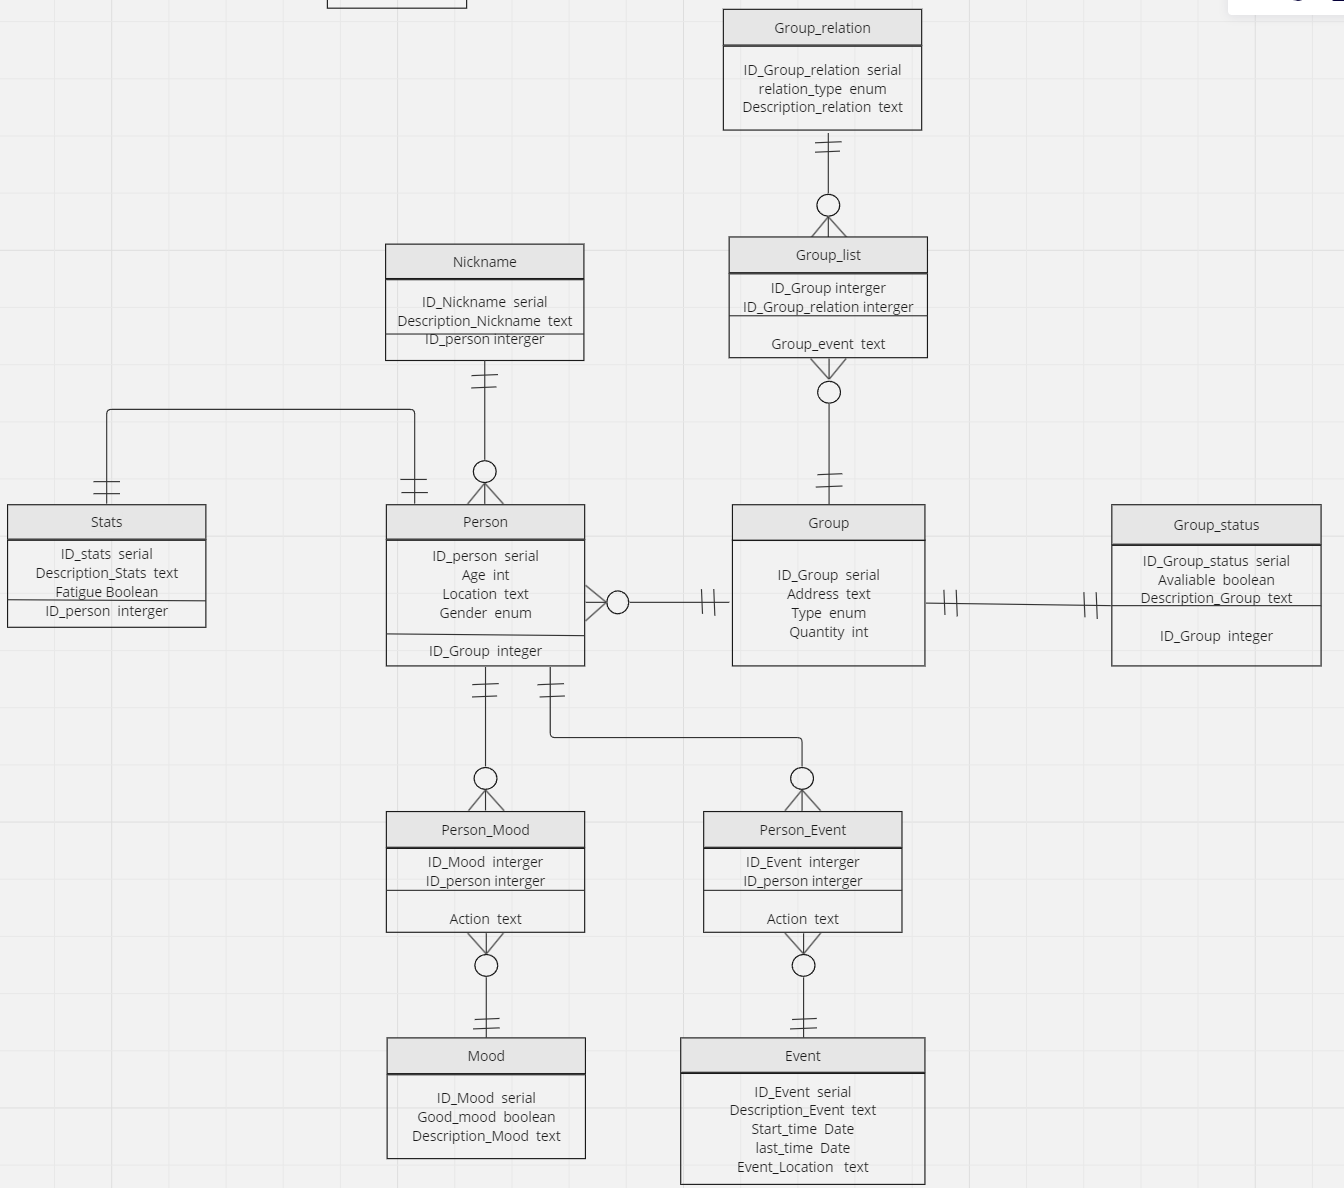 Group_relation
ID_Group_relation serial
relation_type enum
Description_relation text
Nickname
ID_Nickname serial
Description_Nickname text
ID_person interger
Group_list
ID_Group interger
ID_Group_relation interger
Group_event text
Stats
ID_stats serial
Description_Stats text
Fatigue Boolean
ID_person interger
Person
ID_person serial
Age int
Location text
Gender enum
ID_Group integer
Group
ID_Group serial
Address text
Type enum
Quantity int
Group_status
ID_Group_status serial
Avaliable boolean
Description_Group text
ID_Group integer
Person_Mood
ID_Mood interger
ID_person interger
Action text
Person_Event
ID_Event interger
ID_person interger
Action text
Mood
ID_Mood serial
Good_mood boolean
Description_Mood text
Event
ID_Event serial
Description_Event text
Start_time Date
last_time Date
Event_Location text